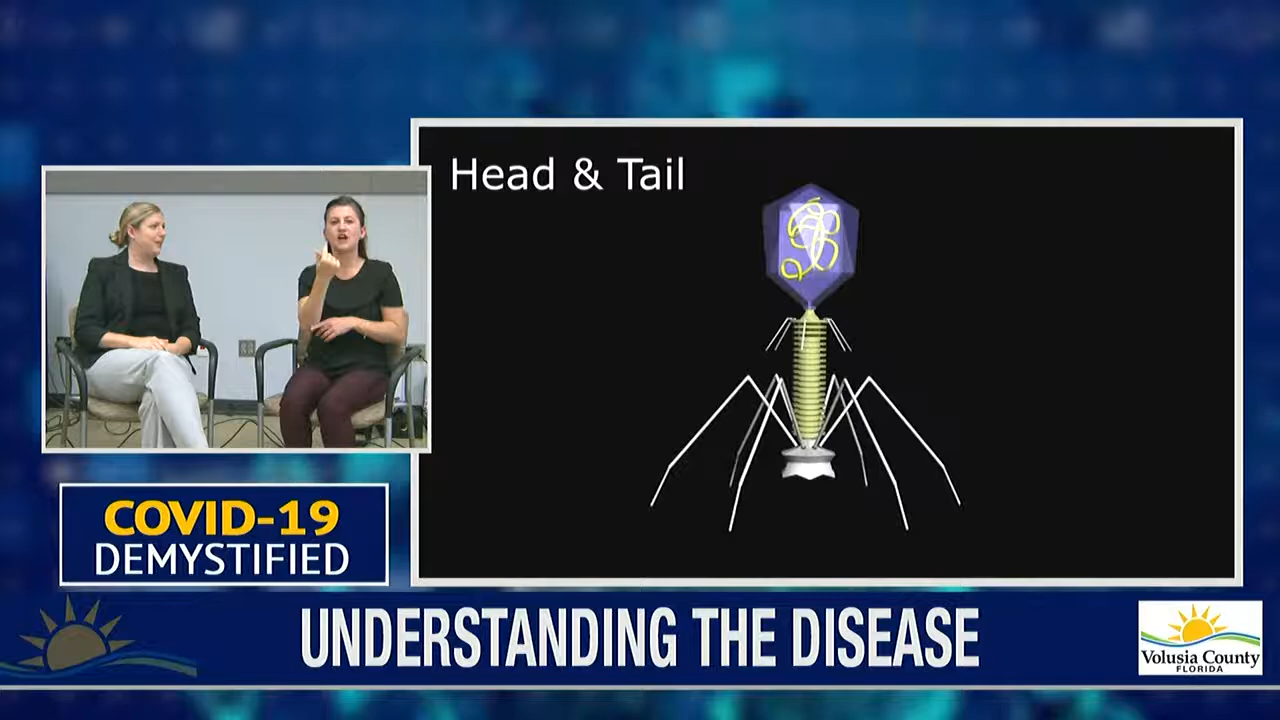 Head & Tail
COVID-19
DEMYSTIFIED
UNDERSTANDING THE DISEASE
Volusia County
FLORIDA